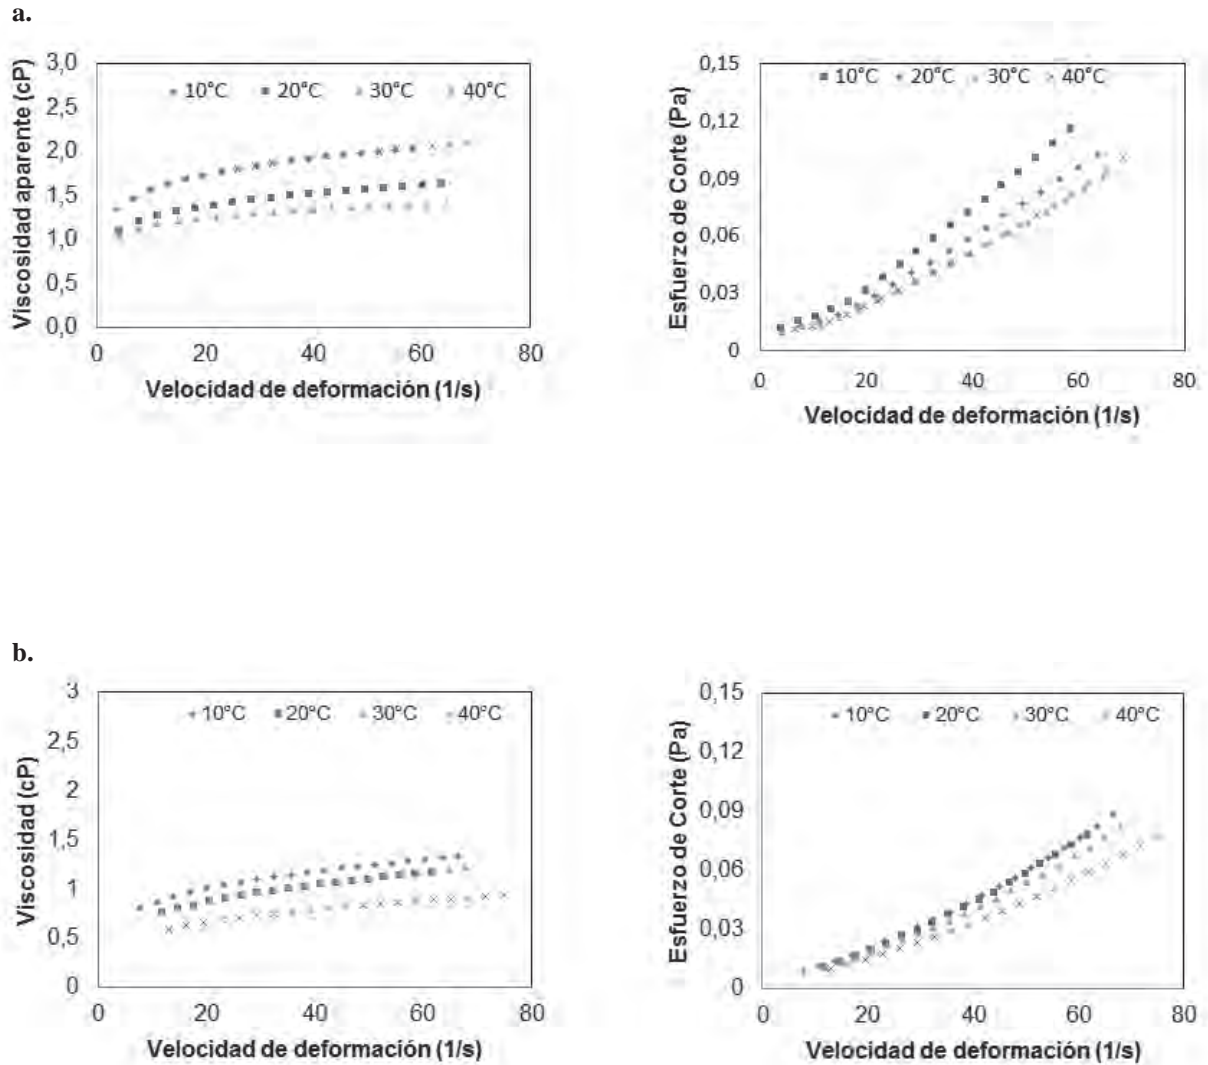 a.
Viscosidad aparente (cP)
3,0
2,5
2,0
1,5
1,0
0,5
0,0
10°C 20°C 30°C 40°C
0 20 40 60 80
Velocidad de deformación (1/s)
Esfuerzo de Corte (Pa)
0,15
0,12
0,09
0,06
0,03
0
10°C 20°C 30°C 40°C
0 20 40 60 80
Velocidad de deformación (1/s)
b.
Viscosidad (cP)
3
2,5
2
1,5
1
0,5
0
10°C 20°C 30°C 40°C
0 20 40 60 80
Velocidad de deformación (1/s)
Esfuerzo de Corte (Pa)
0,15
0,12
0,09
0,06
0,03
0
10°C 20°C 30°C 40°C
0 20 40 60 80
Velocidad de deformación (1/s)